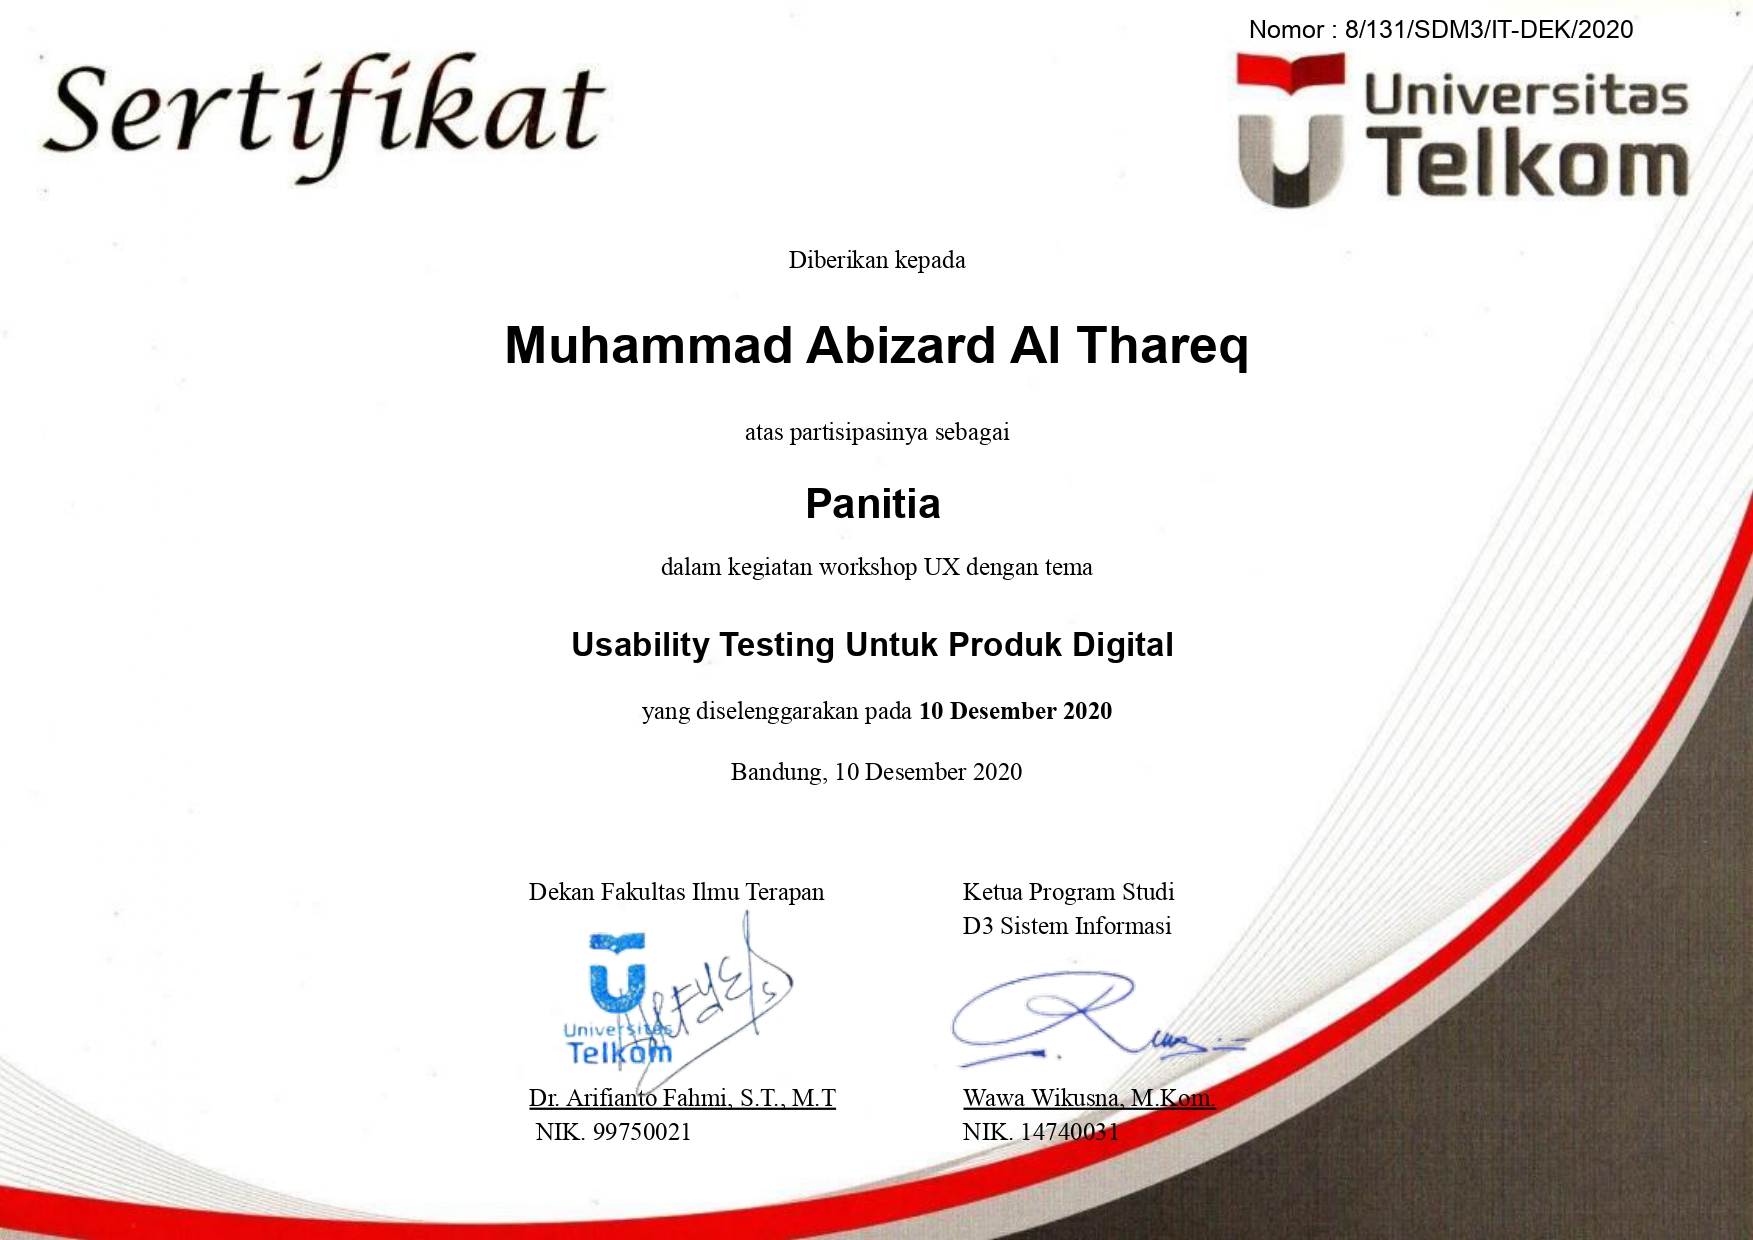 Nomor : 8/131/SDM3/IT-DEK/2020
Sertifikat
Universitas
Telkom
Diberikan kepada
Muhammad Abizard Al Thareq
atas partisipasinya sebagai
Panitia
dalam kegiatan workshop UX dengan tema
Usability Testing Untuk Produk Digital
yang diselenggarakan pada 10 Desember 2020
Bandung, 10 Desember 2020
Dekan Fakultas Ilmu Terapan
Universitas
Telkom
Dr. Arifianto Fahmi, S.T., M.T
NIK. 99750021
Ketua Program Studi
D3 Sistem Informasi
Wawa Wikusna, M.Kom.
NIK. 14740031